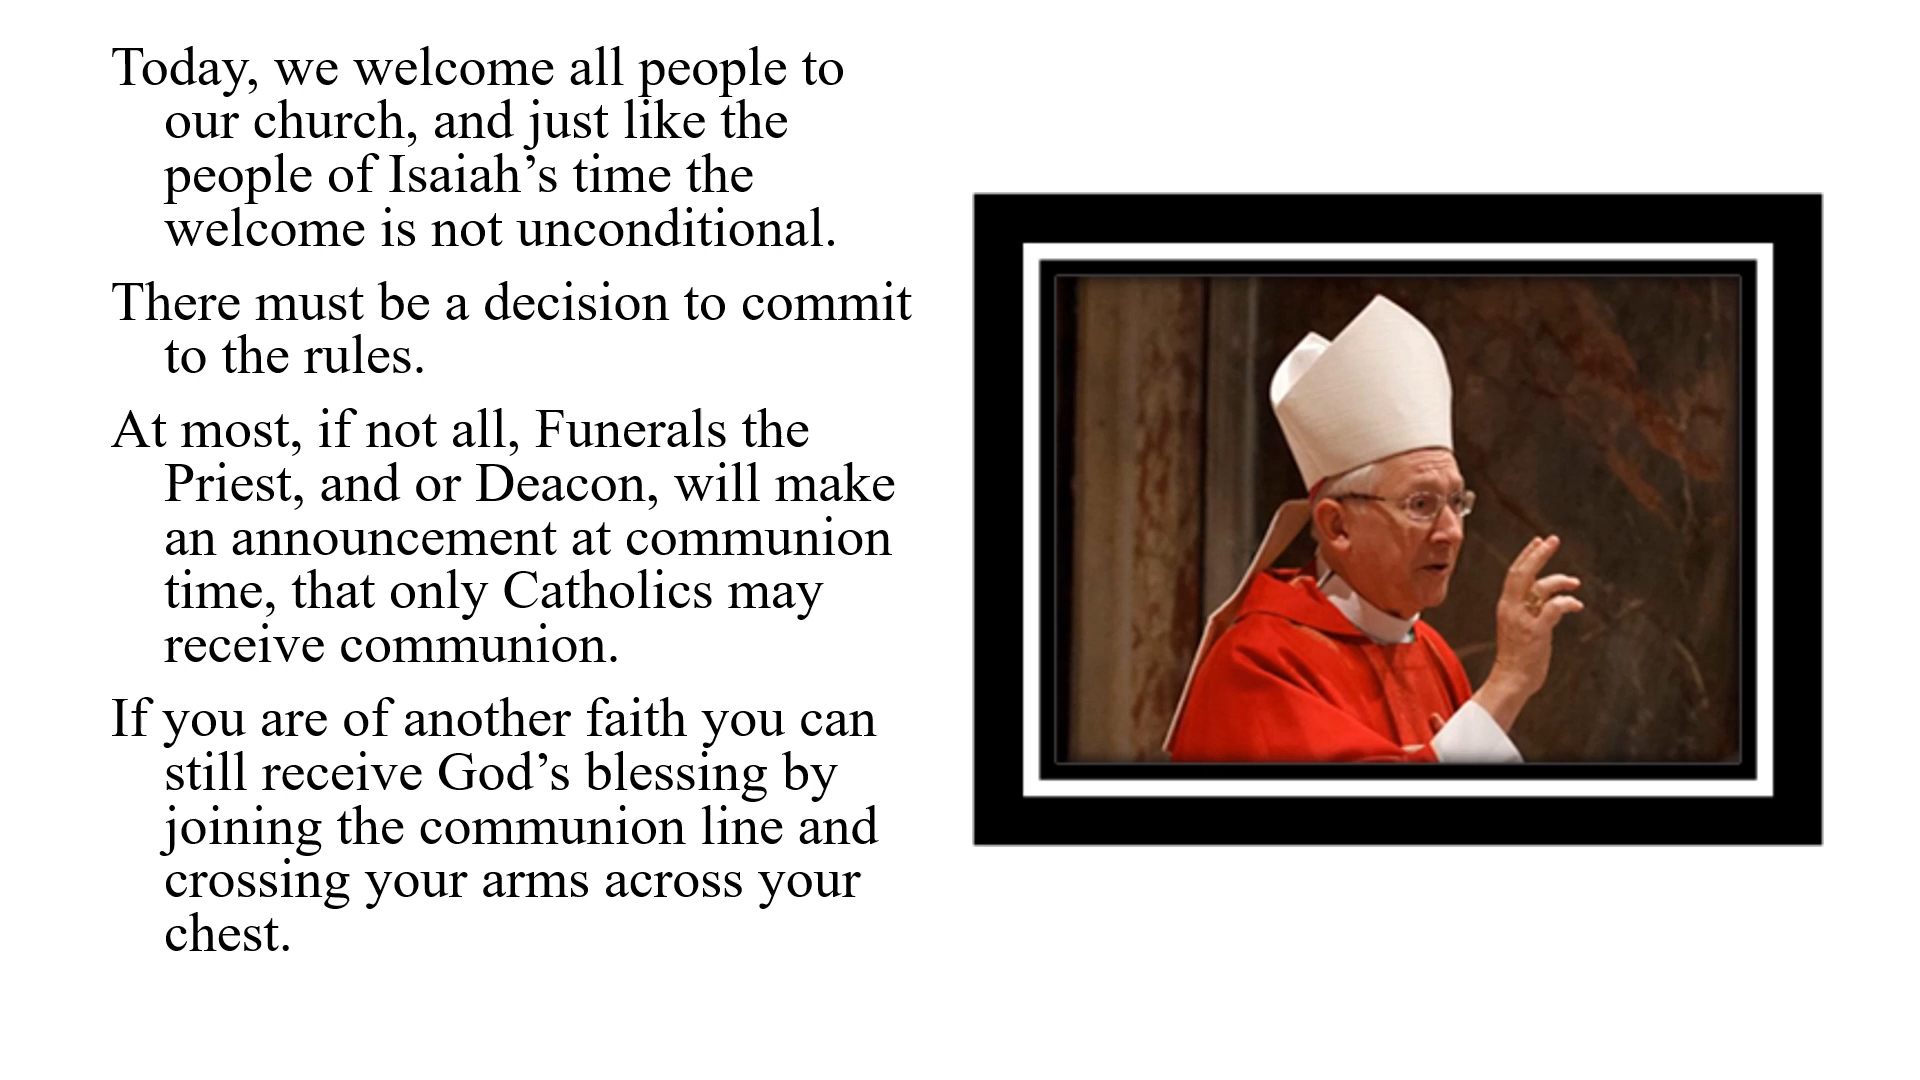 Today, we welcome all people to
our church, and just like the
people of Isaiah’s time the
welcome is not unconditional.
There must be a decision to commit
to the rules.
At most, if not all, Funerals the
Priest, and or Deacon, will make
an announcement at communion
time, that only Catholics may
receive communion.
If you are of another faith you can
still receive God’s blessing by
joining the communion line and
crossing your arms across your
chest.